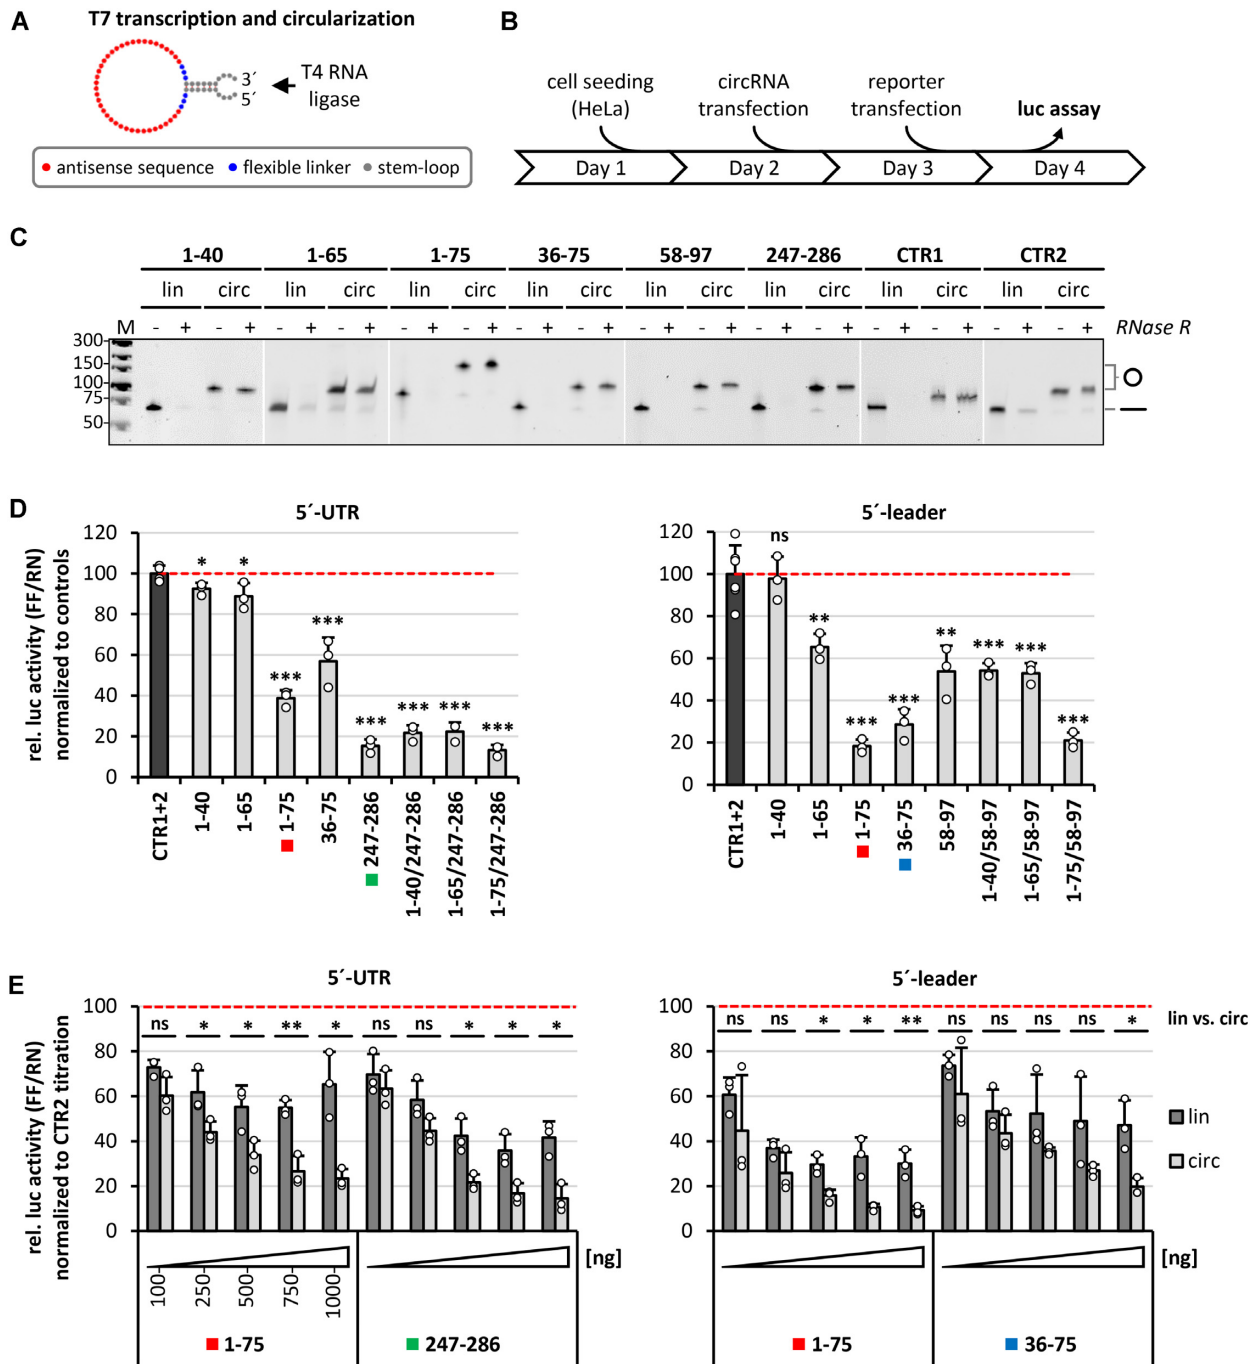 A
T7 transcription and circularization
3´
5´
T4 RNA
ligase
antisense sequence flexible linker stem-loop
B
cell seeding
(HeLa)
circRNA
transfection
reporter
transfection
luc assay
Day 1 Day 2 Day 3 Day 4
C
1-40 1-65 1-75 36-75 58-97 247-286 CTR1 CTR2
lin circ lin circ lin circ lin circ lin circ lin circ lin circ lin circ
M - + - + - + - + - + - + - + - + - + - + - + - + - + - + - + - + RNase R
300
150
100
75
50
D
5´-UTR
rel. luc activity (FF/RN)
normalized to controls
120
100
80
60
40
20
0
* * *** *** *** *** *** ***
CTR1+2 1-40 1-65 1-75 36-75 247-286 1-40/247-286 1-65/247-286 1-75/247-286
5´-leader
120
100
80
60
40
20
0
ns ** *** *** ** *** *** ***
CTR1+2 1-40 1-65 1-75 36-75 58-97 1-40/58-97 1-65/58-97 1-75/58-97
E
5´-UTR
rel. luc activity (FF/RN)
normalized to CTR2 titration
100
80
60
40
20
0
ns * * ** * ns ns * * *
100 250 500 750 1000
[ng]
1-75 247-286
5´-leader
100
80
60
40
20
0
ns ns * * ** ns ns ns ns *
lin vs. circ
lin
circ
[ng]
1-75 36-75